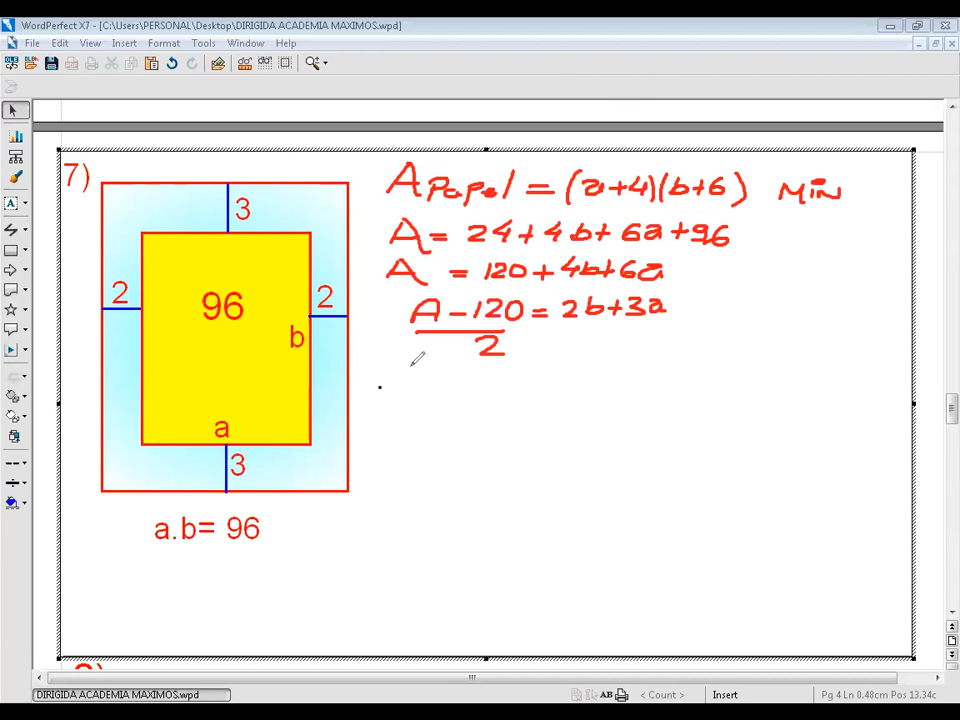 WordPerfect X7 - [C:\Users\PERSONAL\Desktop\DIRIGIDA ACADEMIA MAXIMOS.wpd]
File Edit View Insert Format Tools Window Help
7)
3
2
2
96
b
a
3
a.b= 96
A papel = (a+4)(b+6) MIN
A = 24 + 4b + 6a + 96
A = 120 + 4b + 6a
A - 120 = 2b + 3a
2
DIRIGIDA ACADEMIA MAXIMOS.wpd
AB
< Count >
Insert
Pg 4 Ln 0.48cm Pos 13.34c